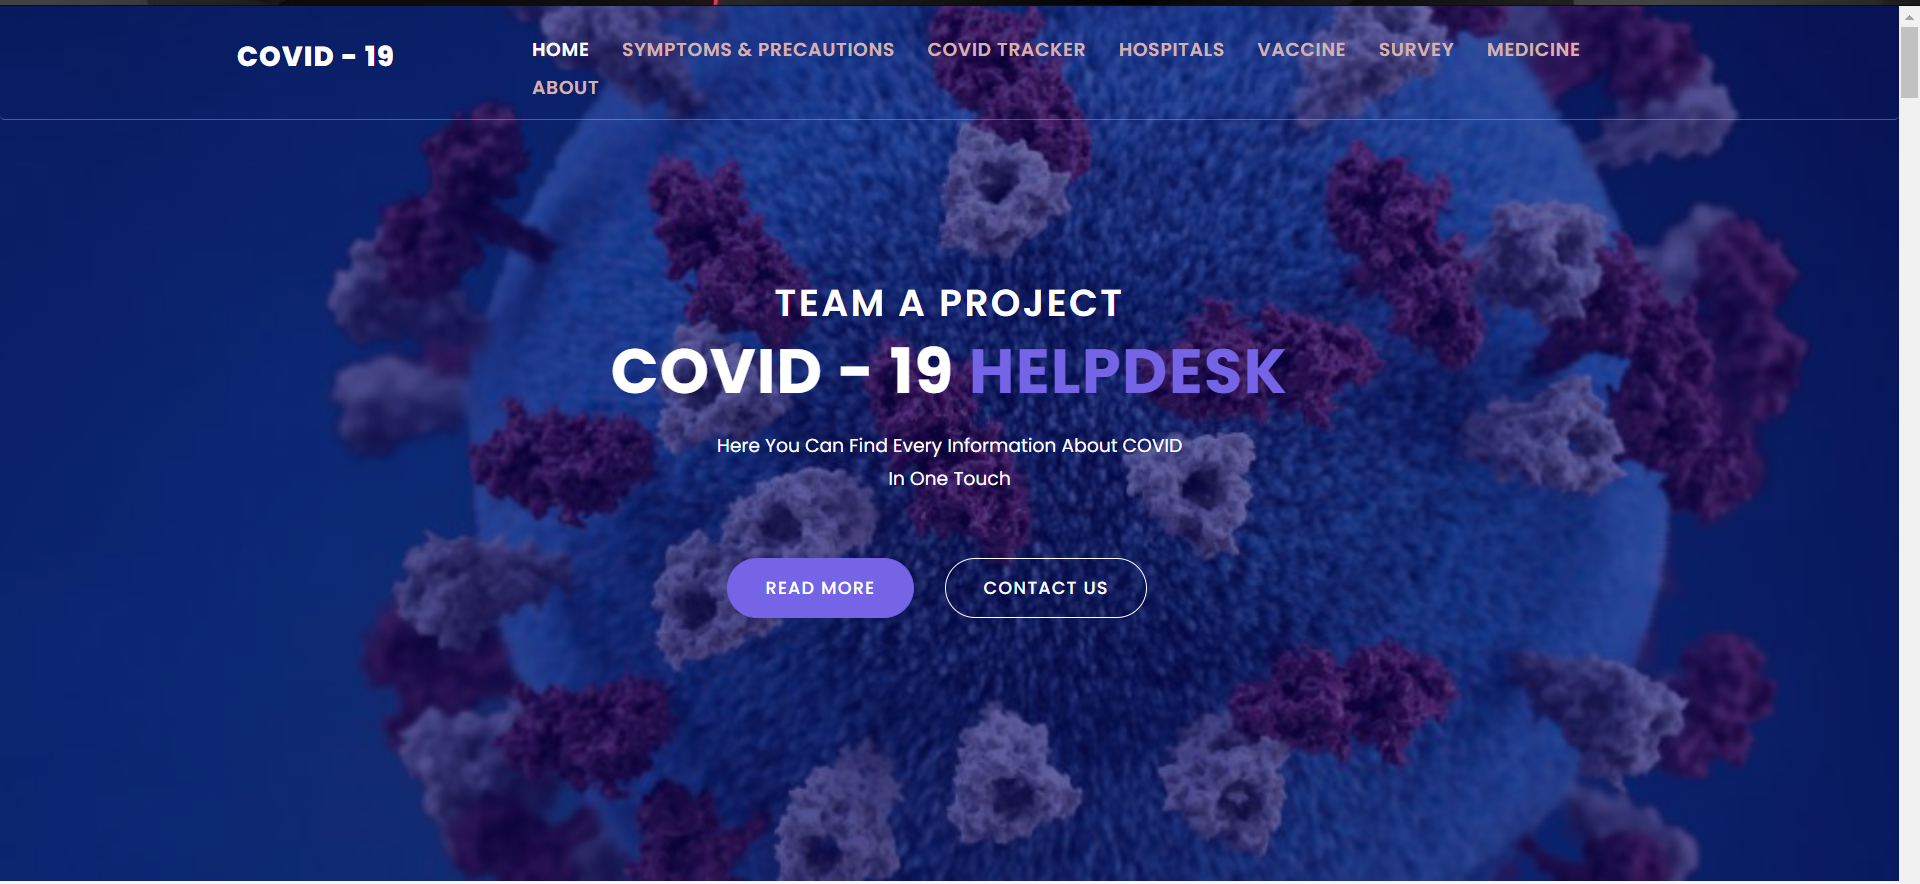 COVID - 19
HOME SYMPTOMS & PRECAUTIONS COVID TRACKER HOSPITALS VACCINE SURVEY MEDICINE
ABOUT
TEAM A PROJECT
COVID - 19 HELPDESK
Here You Can Find Every Information About COVID
In One Touch
READ MORE CONTACT US